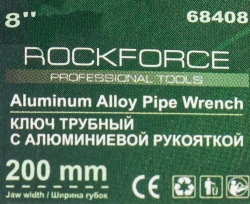 8" 68408
ROCKFORCE
PROFESSIONAL TOOLS
Aluminum Alloy Pipe Wrench
КЛЮЧ ТРУБНЫЙ
С АЛЮМИНИЕВОЙ РУКОЯТКОЙ
200 mm
Jaw width / Ширина губок
CE